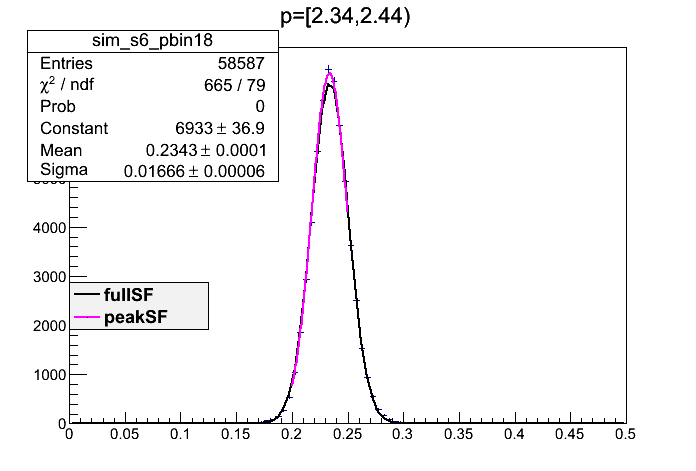 p=[2.34,2.44)
sim_s6_pbin18
Entries 58587
χ² / ndf 665 / 79
Prob 0
Constant 6933 ± 36.9
Mean 0.2343 ± 0.0001
Sigma 0.01666 ± 0.00006
4000
3000
fullSF
peakSF
2000
1000
0
0 0.05 0.1 0.15 0.2 0.25 0.3 0.35 0.4 0.45 0.5